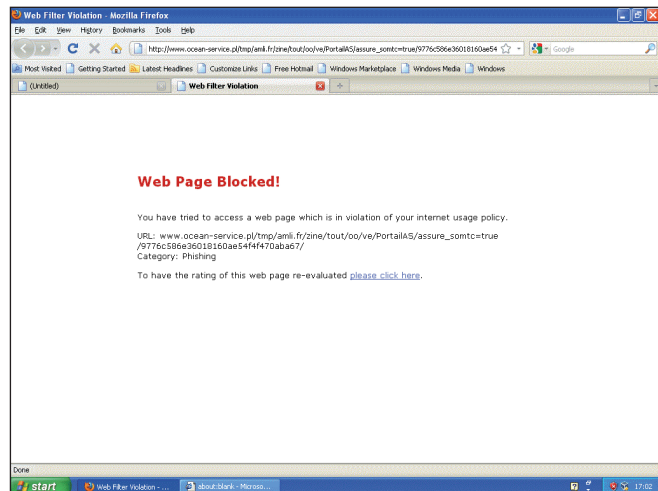 Web Filter Violation - Mozilla Firefox
File Edit View History Bookmarks Tools Help
http://www.ocean-service.pl/tmp/amli.fr/zine/tout/oo/ve/PortailAS/assure_somtc=true/9776c586e36018160ae54 Google
Most Visited Getting Started Latest Headlines Customize Links Free Hotmail Windows Marketplace Windows Media Windows
(Untitled) Web Filter Violation
Web Page Blocked!
You have tried to access a web page which is in violation of your internet usage policy.
URL: www.ocean-service.pl/tmp/amli.fr/zine/tout/oo/ve/PortailAS/assure_somtc=true
/9776c586e36018160ae54f4f470aba67/
Category: Phishing
To have the rating of this web page re-evaluated please click here.
Done
start Web Filter Violation - ... about:blank - Microso... 17:02